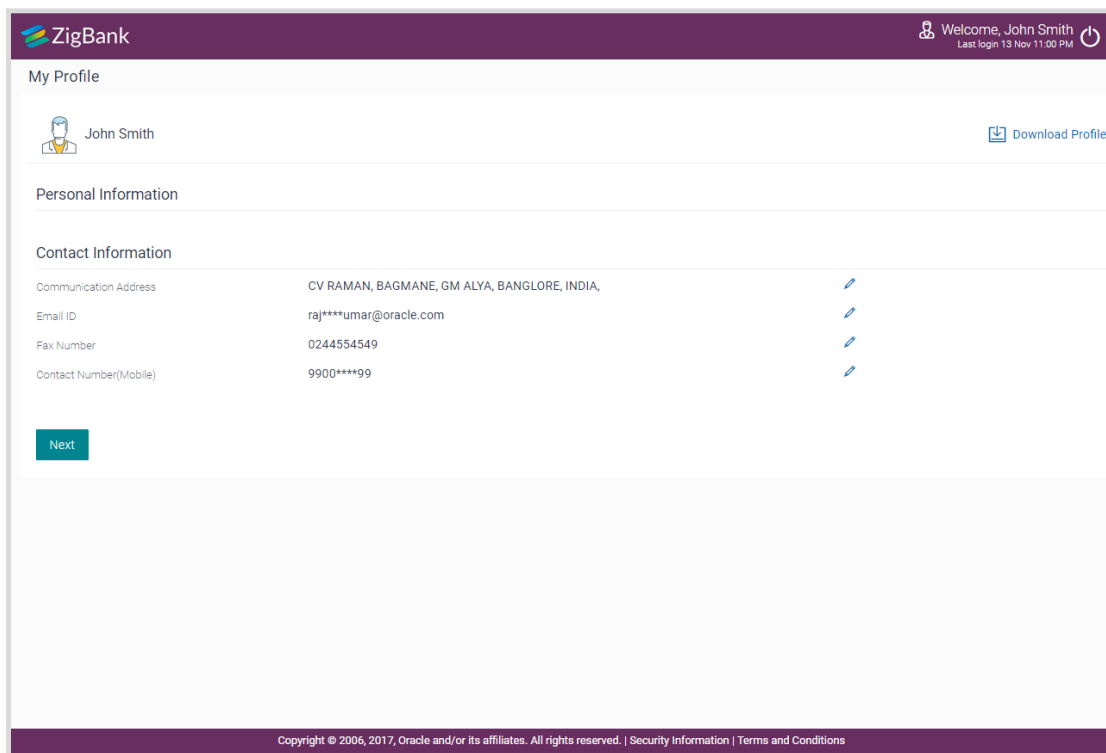 ZigBank
Welcome, John Smith
Last login 13 Nov 11:00 PM
My Profile
John Smith
Download Profile
Personal Information
Contact Information
Communication Address CV RAMAN, BAGMANE, GM ALYA, BANGLORE, INDIA,
Email ID raj****umar@oracle.com
Fax Number 0244554549
Contact Number(Mobile) 9900****99
Next
Copyright © 2006, 2017, Oracle and/or its affiliates. All rights reserved. | Security Information | Terms and Conditions